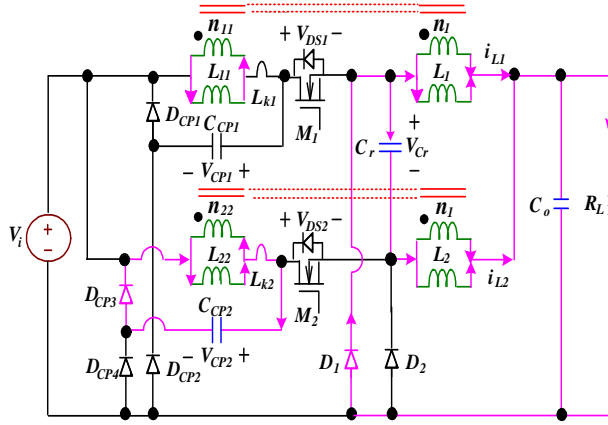 n11 n1
+ VDS1 −
L11 L1 iL1
Lk1
DCP1 M1
CCP1 Cr + VCr −
− VCP1 +
n22 n1
+ VDS2 −
Vi + − Co RL
L22 L2
Lk2 iL2
DCP3 CCP2 M2
− VCP2 +
DCP4 DCP2 D1 D2